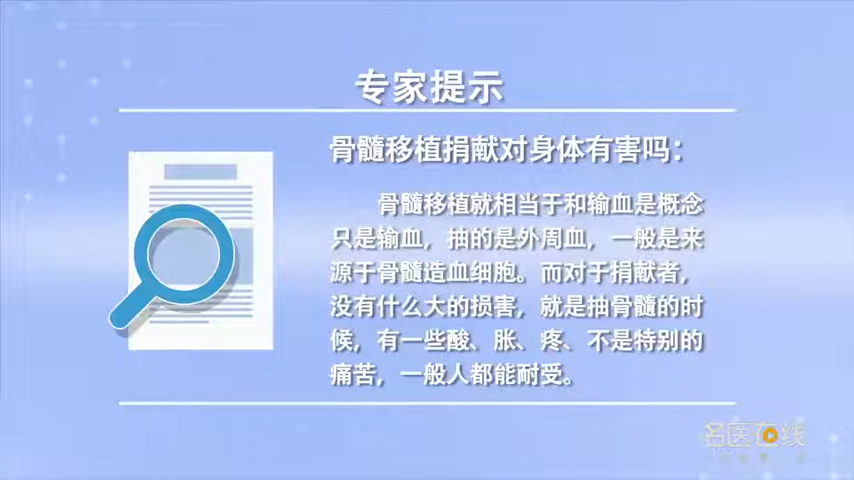 专家提示
骨髓移植捐献对身体有害吗：
骨髓移植就相当于和输血是概念
只是输血，抽的是外周血，一般是来
源于骨髓造血细胞。而对于捐献者，
没有什么大的损害，就是抽骨髓的时
候，有一些酸、胀、疼、不是特别的
痛苦，一般人都能耐受。
名医在线